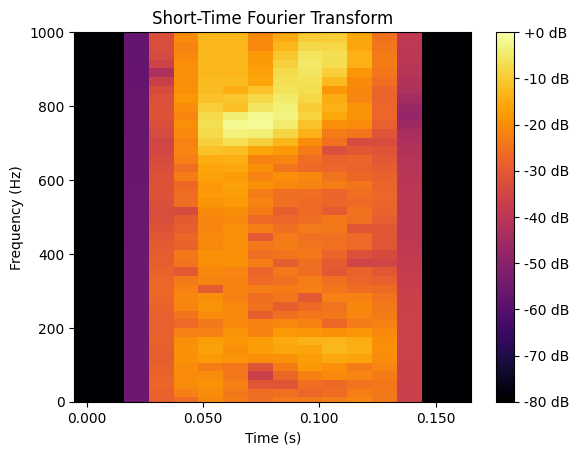 Short-Time Fourier Transform
1000
800
600
400
200
0
Frequency (Hz)
0.000
0.050
0.100
0.150
Time (s)
+0 dB
-10 dB
-20 dB
-30 dB
-40 dB
-50 dB
-60 dB
-70 dB
-80 dB